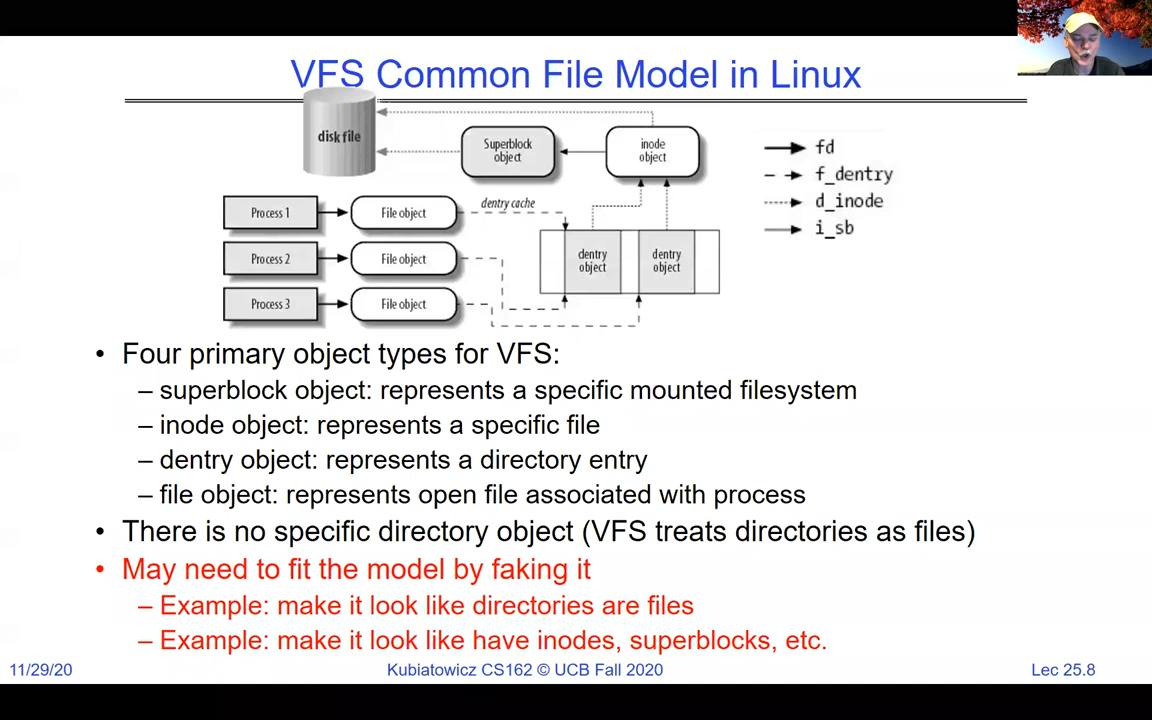 VFS Common File Model in Linux
disk file
Superblock
object
inode
object
fd
f_dentry
d_inode
i_sb
dentry cache
Process 1
File object
Process 2
File object
Process 3
File object
dentry
object
dentry
object
• Four primary object types for VFS:
– superblock object: represents a specific mounted filesystem
– inode object: represents a specific file
– dentry object: represents a directory entry
– file object: represents open file associated with process
• There is no specific directory object (VFS treats directories as files)
• May need to fit the model by faking it
– Example: make it look like directories are files
– Example: make it look like have inodes, superblocks, etc.
11/29/20
Kubiatowicz CS162 © UCB Fall 2020
Lec 25.8